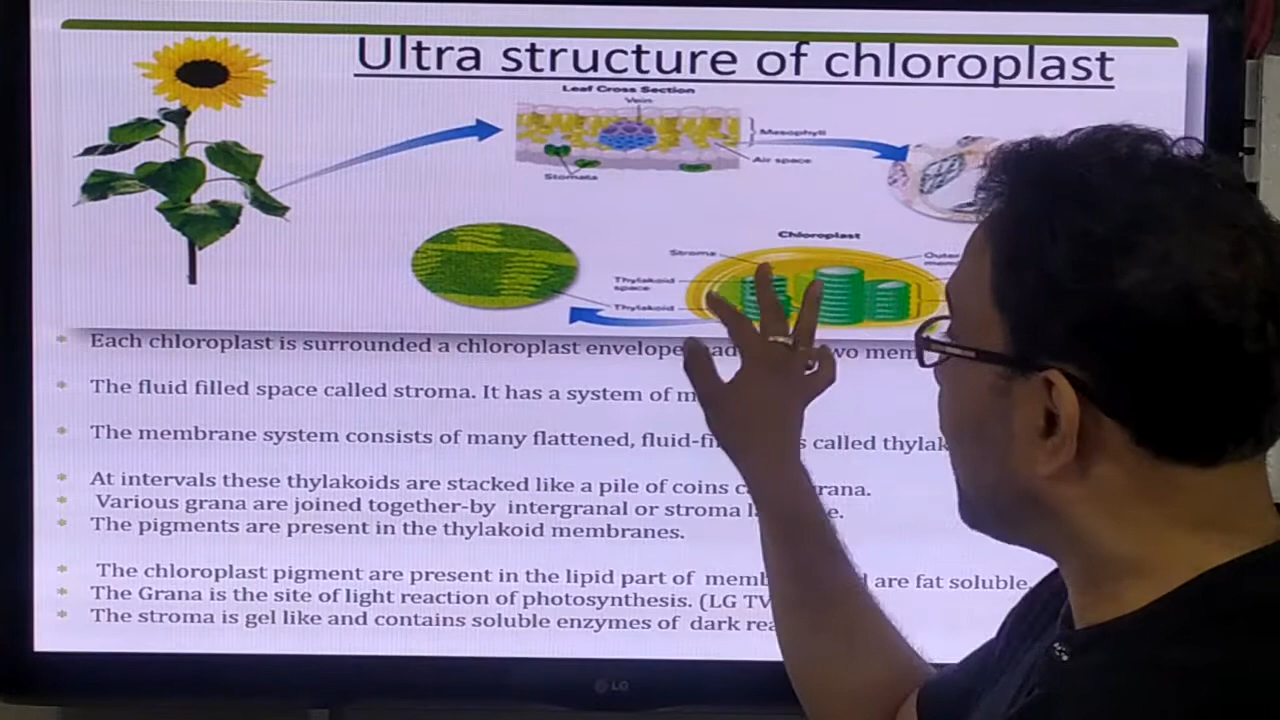 Ultra structure of chloroplast
Leaf Cross Section
Vein
Mesophyll
Air space
Stomata
Chloroplast
Stroma
Outer
Thylakoid
space
Thylakoid
* Each chloroplast is surrounded a chloroplast envelope
* The fluid filled space called stroma. It has a system of
* The membrane system consists of many flattened, called
* At intervals these thylakoids are stacked like a pile of coins
* Various grana are joined together-by intergranal or stroma
* The pigments are present in the thylakoid membranes.
* The chloroplast pigment are present in the lipid part of are fat soluble.
* The Grana is the site of light reaction of photosynthesis. (LG TV
* The stroma is gel like and contains soluble enzymes of dark
LG